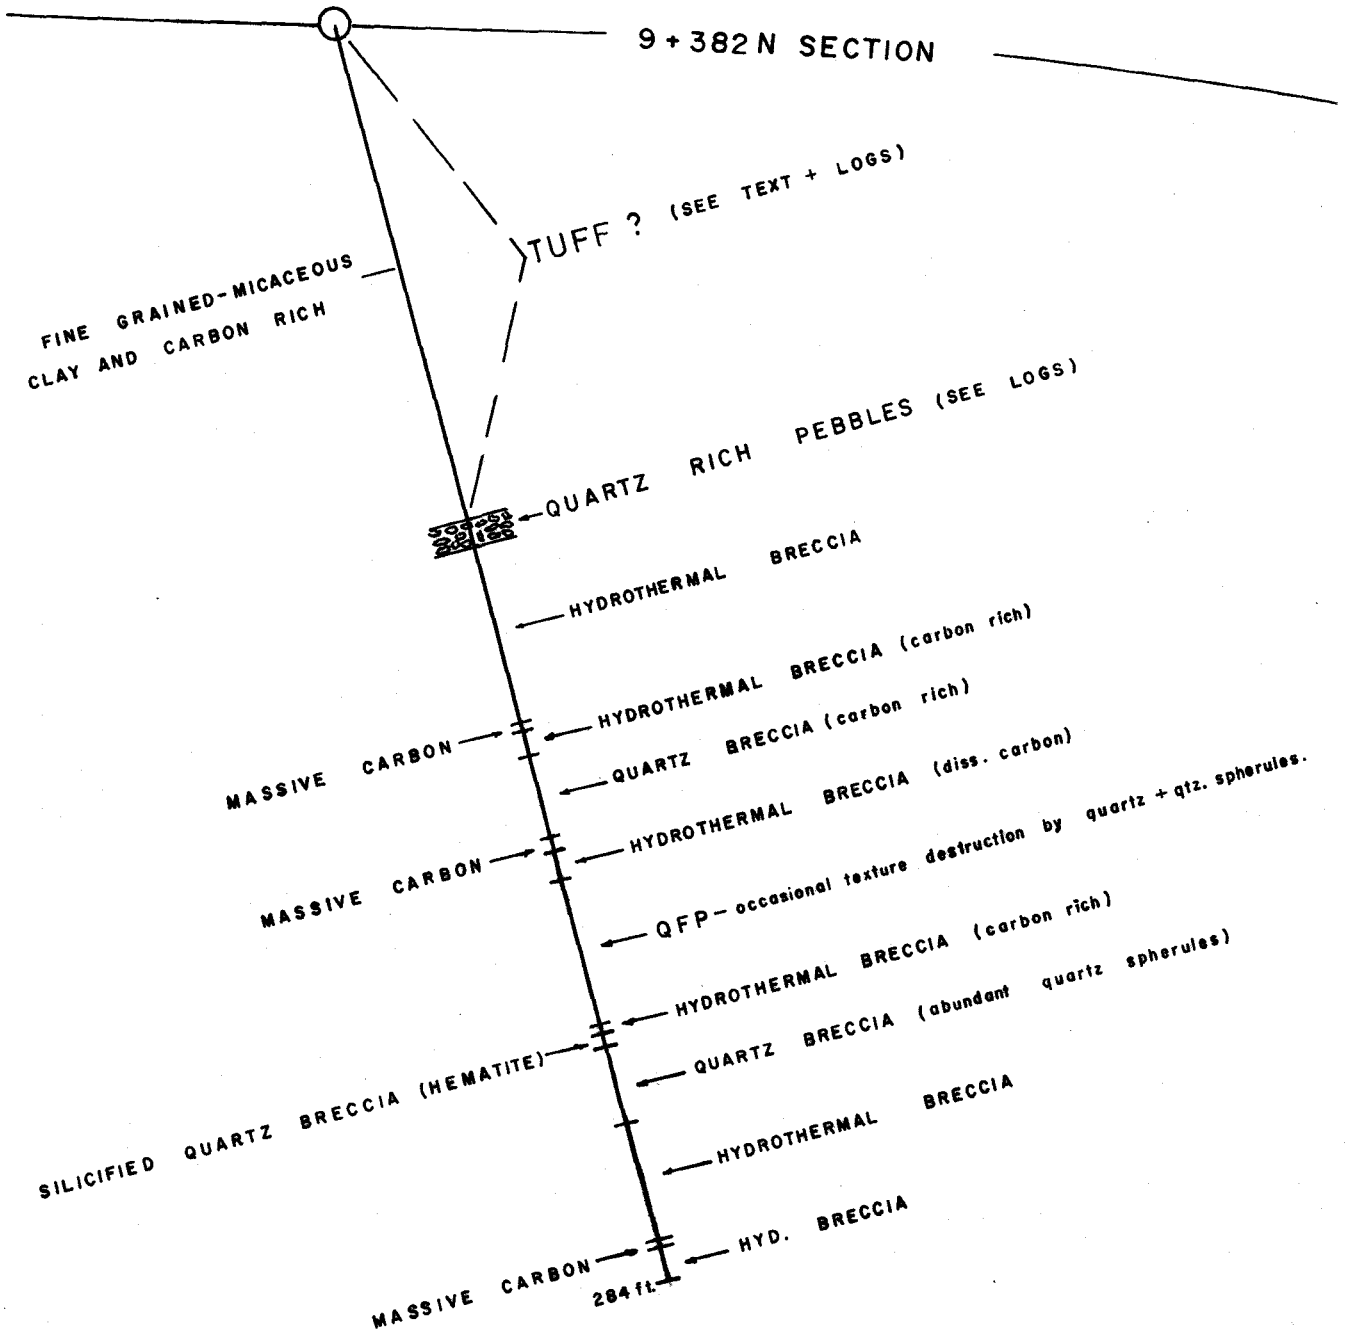 9+382N SECTION
TUFF ? (SEE TEXT + LOGS)
FINE GRAINED-MICACEOUS
CLAY AND CARBON RICH
QUARTZ RICH PEBBLES (SEE LOGS)
HYDROTHERMAL BRECCIA
HYDROTHERMAL BRECCIA (carbon rich)
MASSIVE CARBON
QUARTZ BRECCIA (carbon rich)
HYDROTHERMAL BRECCIA (diss. carbon)
MASSIVE CARBON
QFP- occasional texture destruction by quartz + qtz. spherules.
HYDROTHERMAL BRECCIA (carbon rich)
SILICIFIED QUARTZ BRECCIA (HEMATITE)
QUARTZ BRECCIA (abundant quartz spherules)
HYDROTHERMAL BRECCIA
HYD. BRECCIA
MASSIVE CARBON
284 ft.